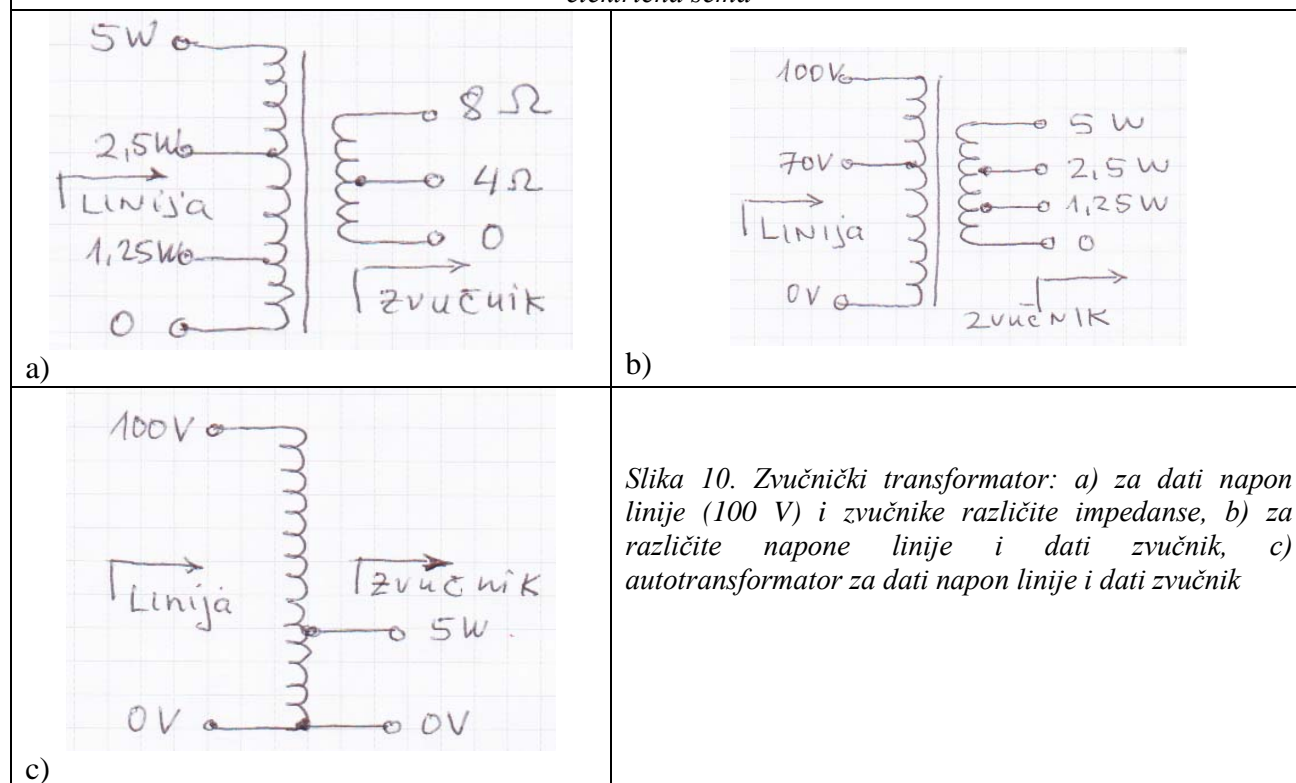 električna šema
5W
2,5W
Linija
1,25W
0
8 Ω
4 Ω
0
zvučnik
a)
100V
70V
Linija
0V
5 W
2,5 W
1,25W
0
zvučNIK
b)
100V
Linija
0V
zvučnik
5W
0V
c)
Slika 10. Zvučnički transformator: a) za dati napon
linije (100 V) i zvučnike različite impedanse, b) za
različite napone linije i dati zvučnik, c)
autotransformator za dati napon linije i dati zvučnik